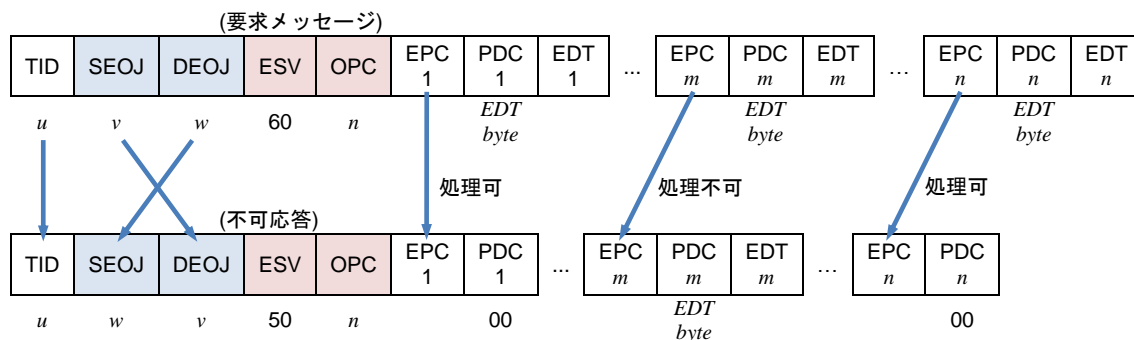 (要求メッセージ)
TID SEOJ DEOJ ESV OPC EPC 1 PDC 1 EDT 1 ... EPC m PDC m EDT m … EPC n PDC n EDT n
u v w 60 n EDT byte EDT byte EDT byte
処理可 処理不可 処理可
(不可応答)
TID SEOJ DEOJ ESV OPC EPC 1 PDC 1 ... EPC m PDC m EDT m … EPC n PDC n
u w v 50 n 00 EDT byte 00